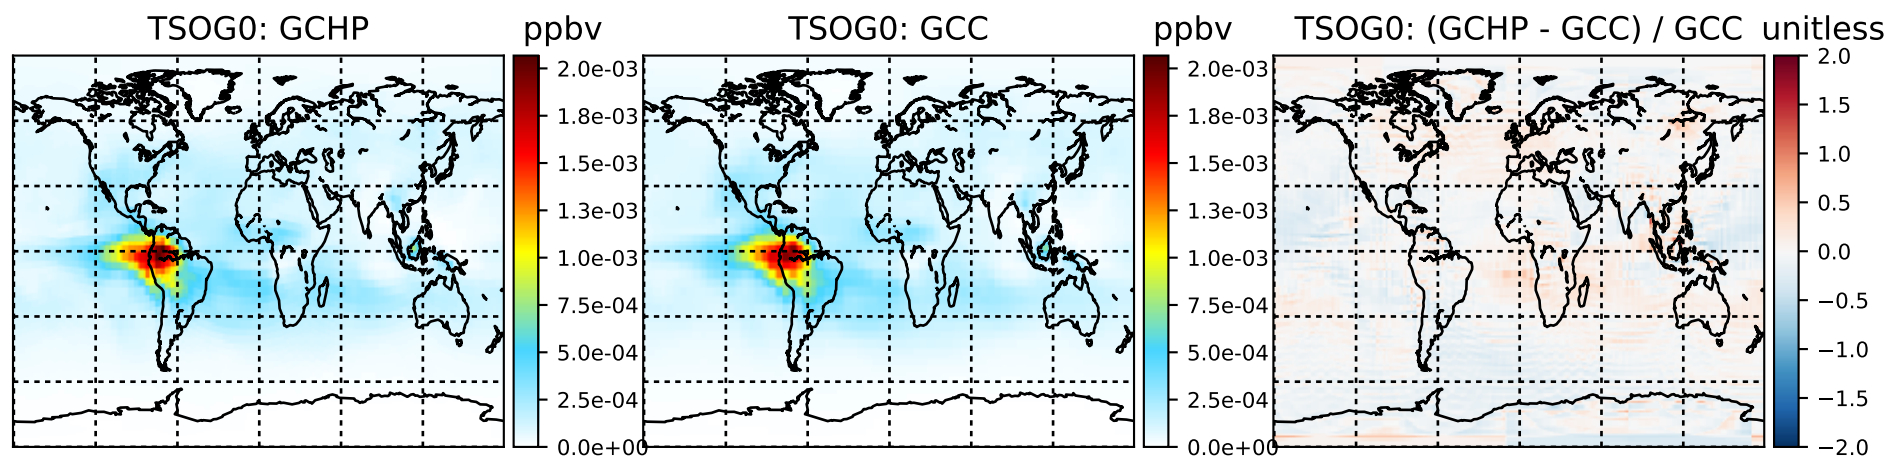 TSOG0: GCHP
ppbv
2.0e-03
1.8e-03
1.5e-03
1.3e-03
1.0e-03
7.5e-04
5.0e-04
2.5e-04
0.0e+00
TSOG0: GCC
ppbv
2.0e-03
1.8e-03
1.5e-03
1.3e-03
1.0e-03
7.5e-04
5.0e-04
2.5e-04
0.0e+00
TSOG0: (GCHP - GCC) / GCC
unitless
2.0
1.5
1.0
0.5
0.0
−0.5
−1.0
−1.5
−2.0